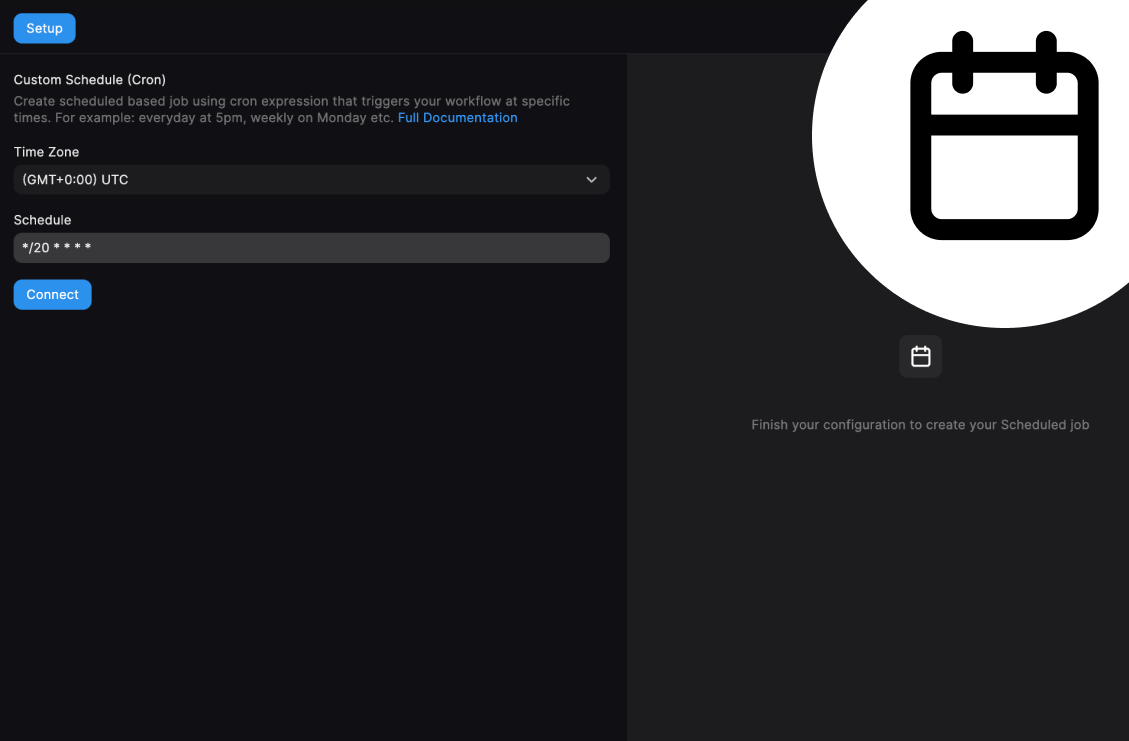 Setup
Custom Schedule (Cron)
Create scheduled based job using cron expression that triggers your workflow at specific
times. For example: everyday at 5pm, weekly on Monday etc. Full Documentation
Time Zone
(GMT+0:00) UTC
Schedule
*/20 * * * *
Connect
Finish your configuration to create your Scheduled job